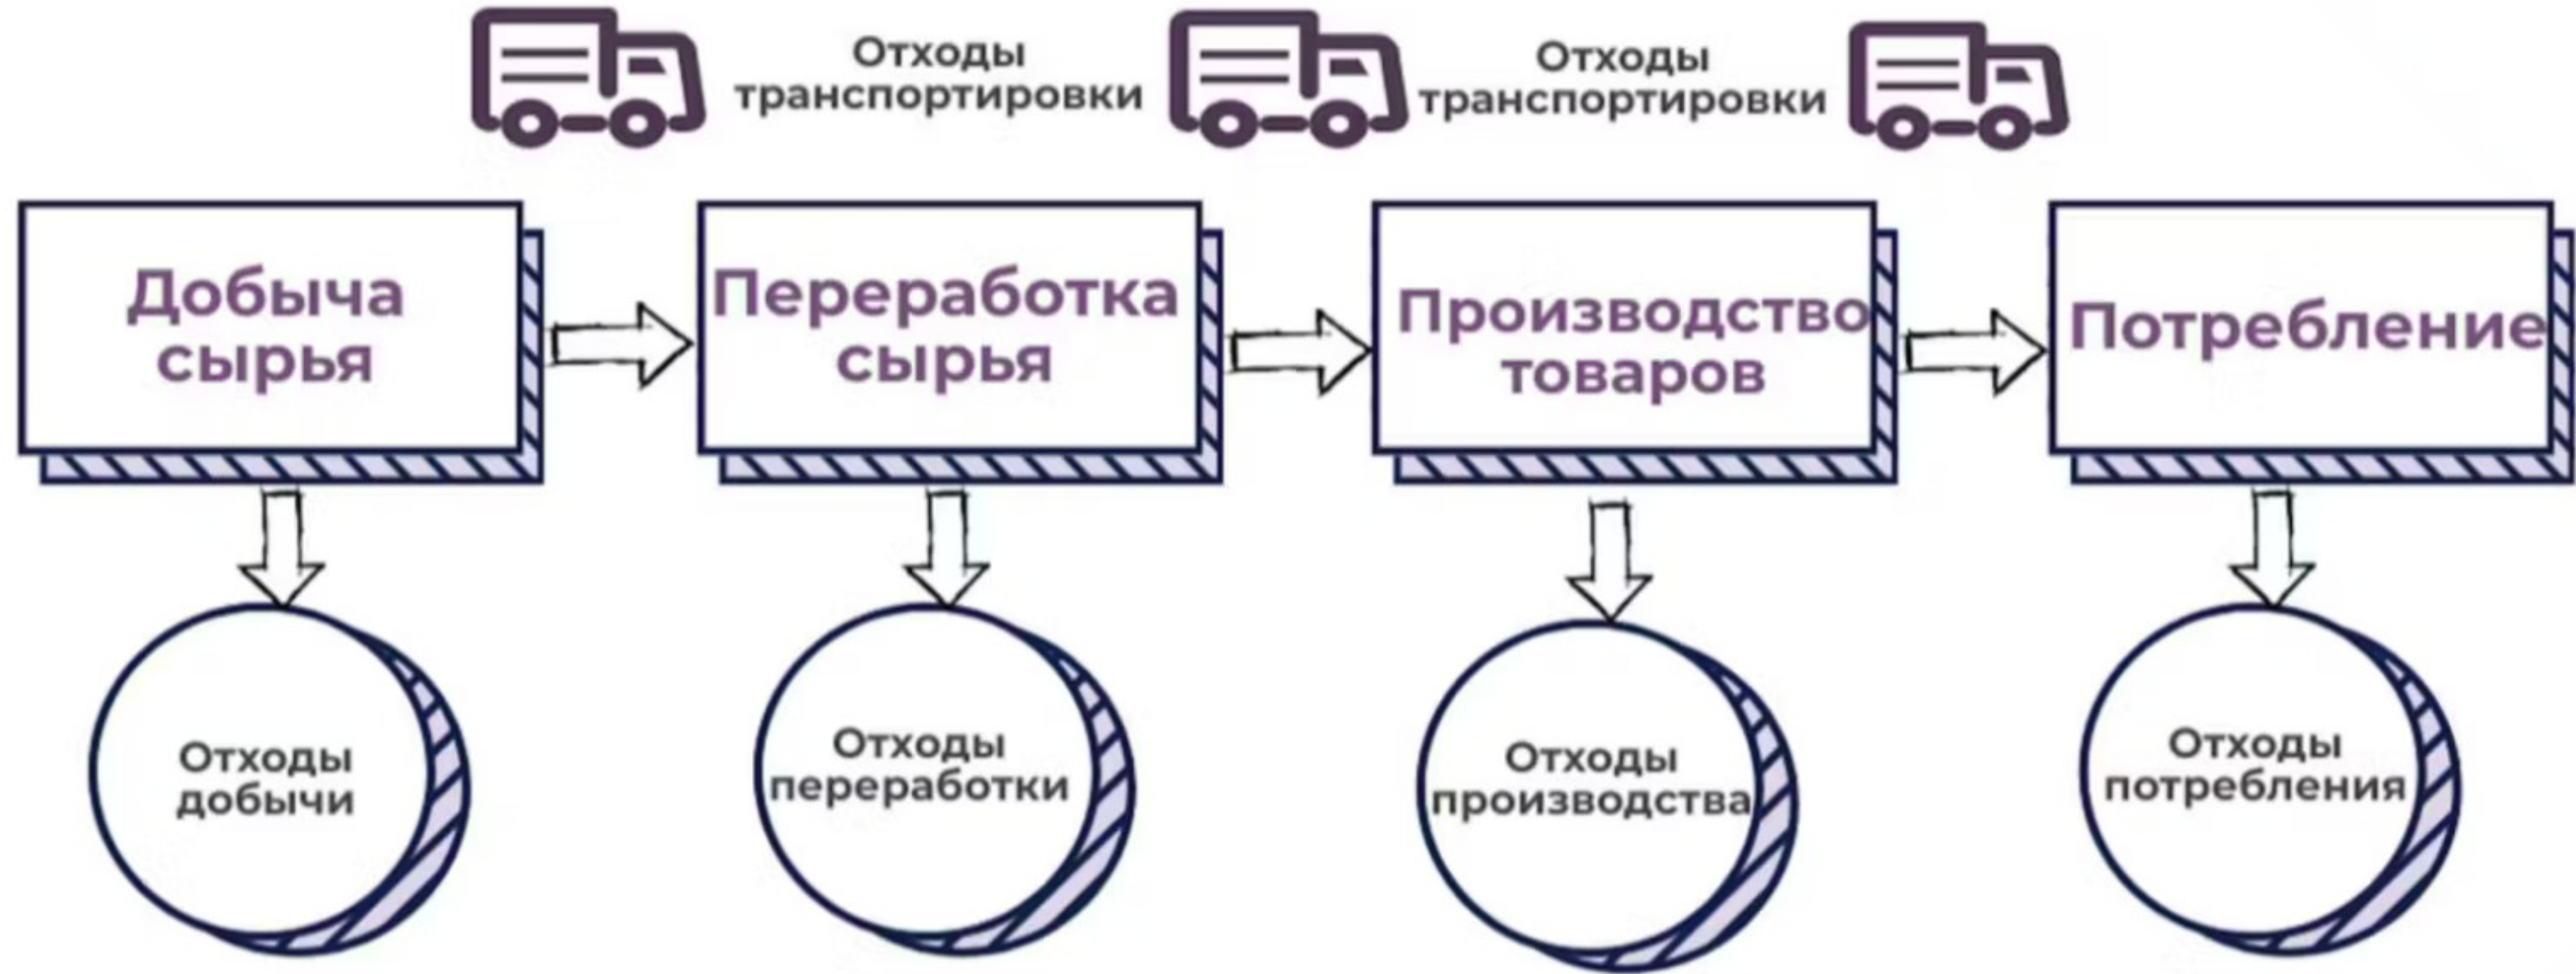 Отходы
транспортировки
Отходы
транспортировки
Добыча
сырья
Переработка
сырья
Производство
товаров
Потребление
Отходы
добычи
Отходы
переработки
Отходы
производства
Отходы
потребления